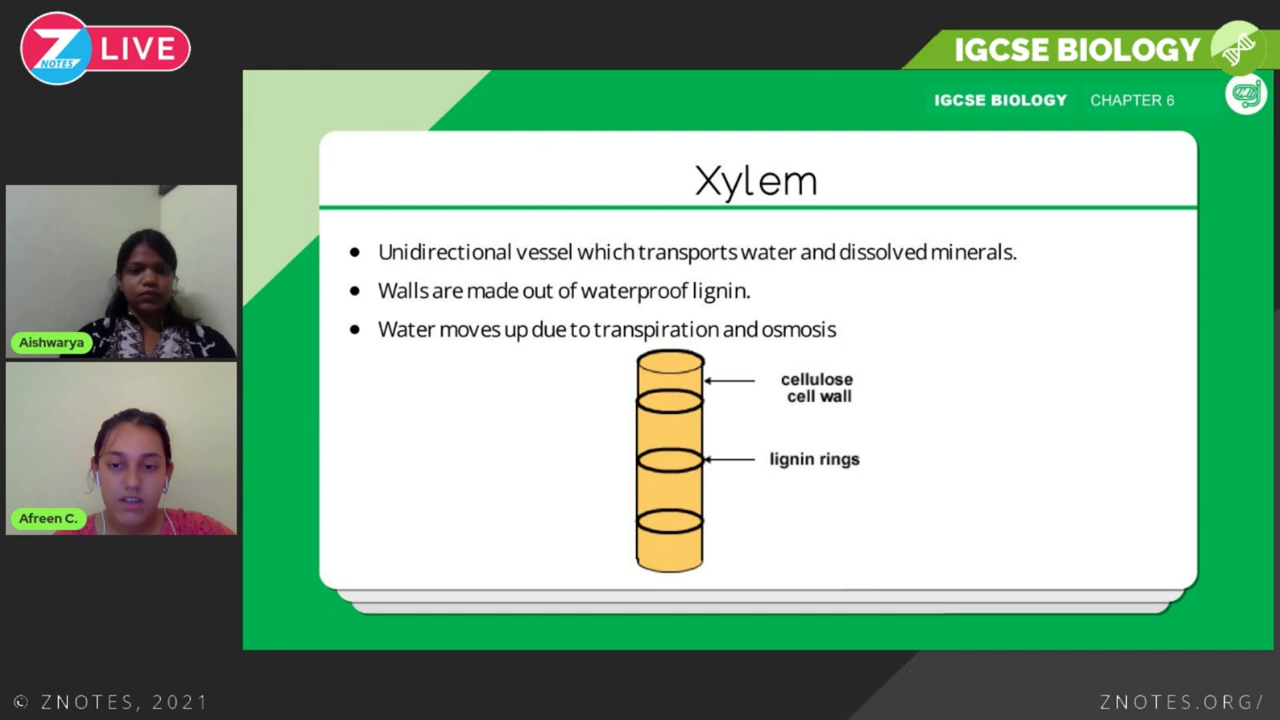 Z NOTES LIVE
IGCSE BIOLOGY
IGCSE BIOLOGY CHAPTER 6
Xylem
Unidirectional vessel which transports water and dissolved minerals.
Walls are made out of waterproof lignin.
Water moves up due to transpiration and osmosis
cellulose
cell wall
lignin rings
Aishwarya
Afreen C.
© ZNOTES, 2021
ZNOTES.ORG/